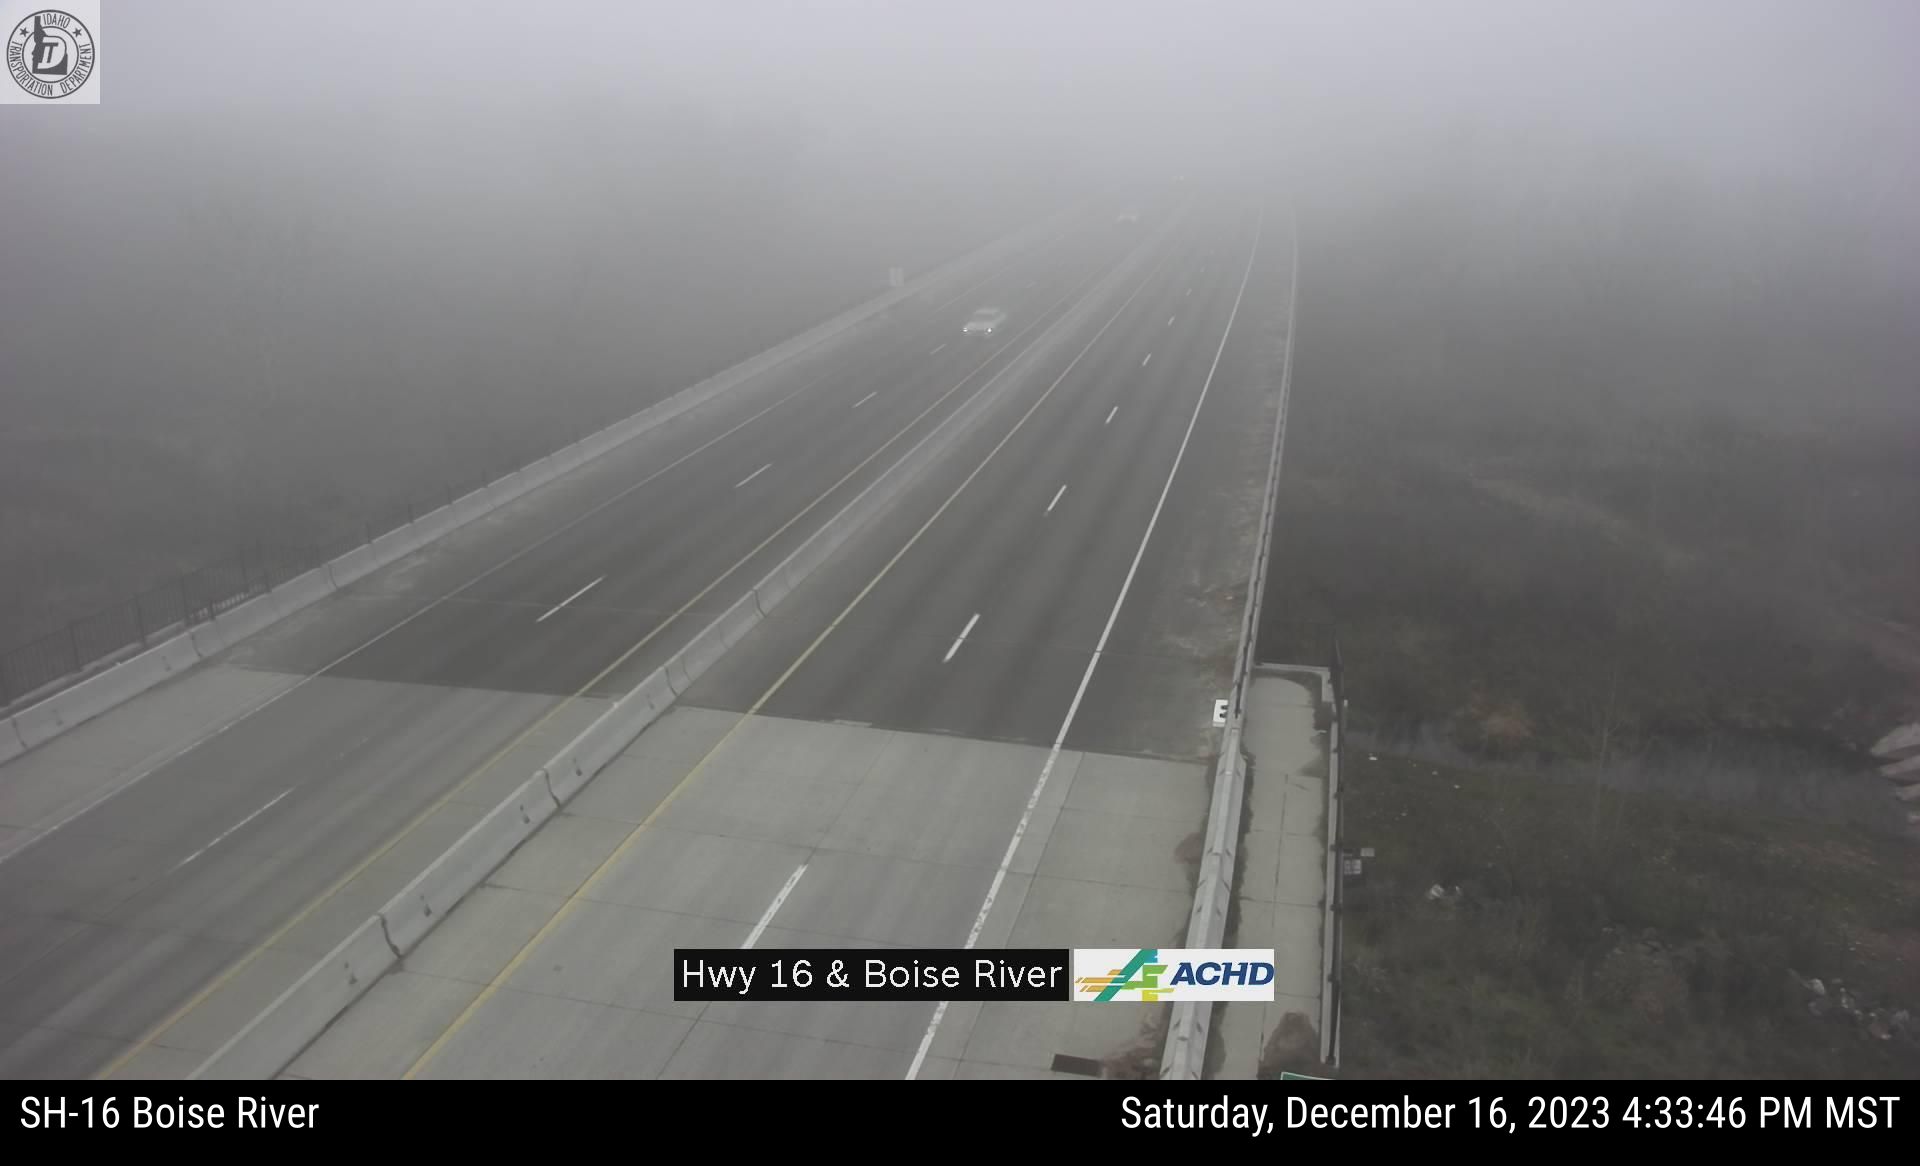 IDAHO
TRANSPORTATION DEPARTMENT
Hwy 16 & Boise River
ACHD
SH-16 Boise River
Saturday, December 16, 2023 4:33:46 PM MST